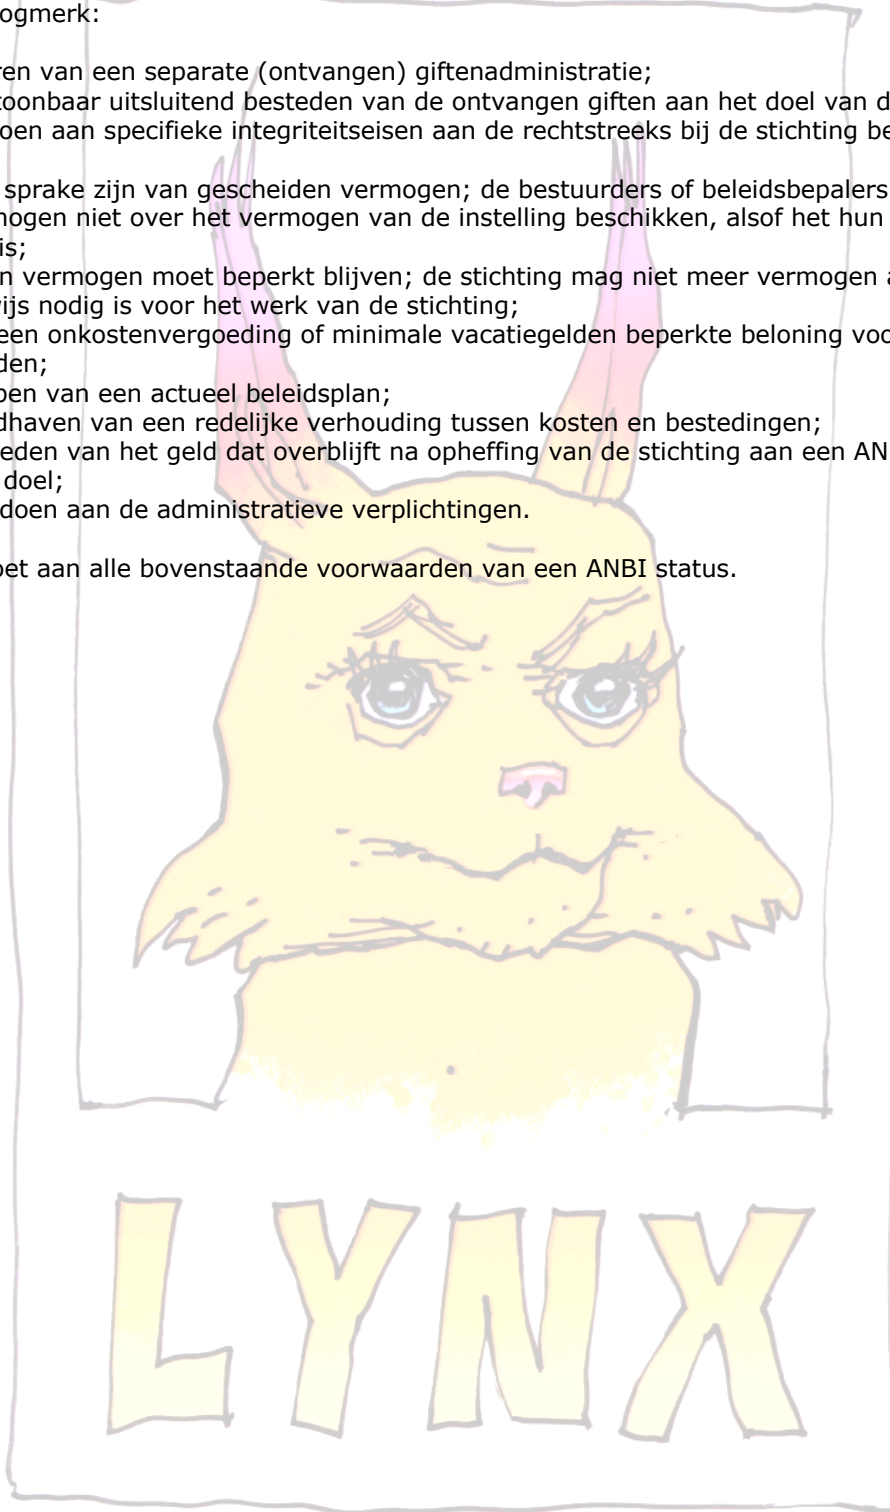 ogmerk:
ren van een separate (ontvangen) giftenadministratie;
toonbaar uitsluitend besteden van de ontvangen giften aan het doel van d
oen aan specifieke integriteitseisen aan de rechtstreeks bij de stichting be
sprake zijn van gescheiden vermogen; de bestuurders of beleidsbepalers
mogen niet over het vermogen van de instelling beschikken, alsof het hun
is;
n vermogen moet beperkt blijven; de stichting mag niet meer vermogen a
vijs nodig is voor het werk van de stichting;
een onkostenvergoeding of minimale vacatiegelden beperkte beloning voo
den;
ben van een actueel beleidsplan;
dhaven van een redelijke verhouding tussen kosten en bestedingen;
eden van het geld dat overblijft na opheffing van de stichting aan een AN
doel;
doen aan de administratieve verplichtingen.
oet aan alle bovenstaande voorwaarden van een ANBI status.
LYNX